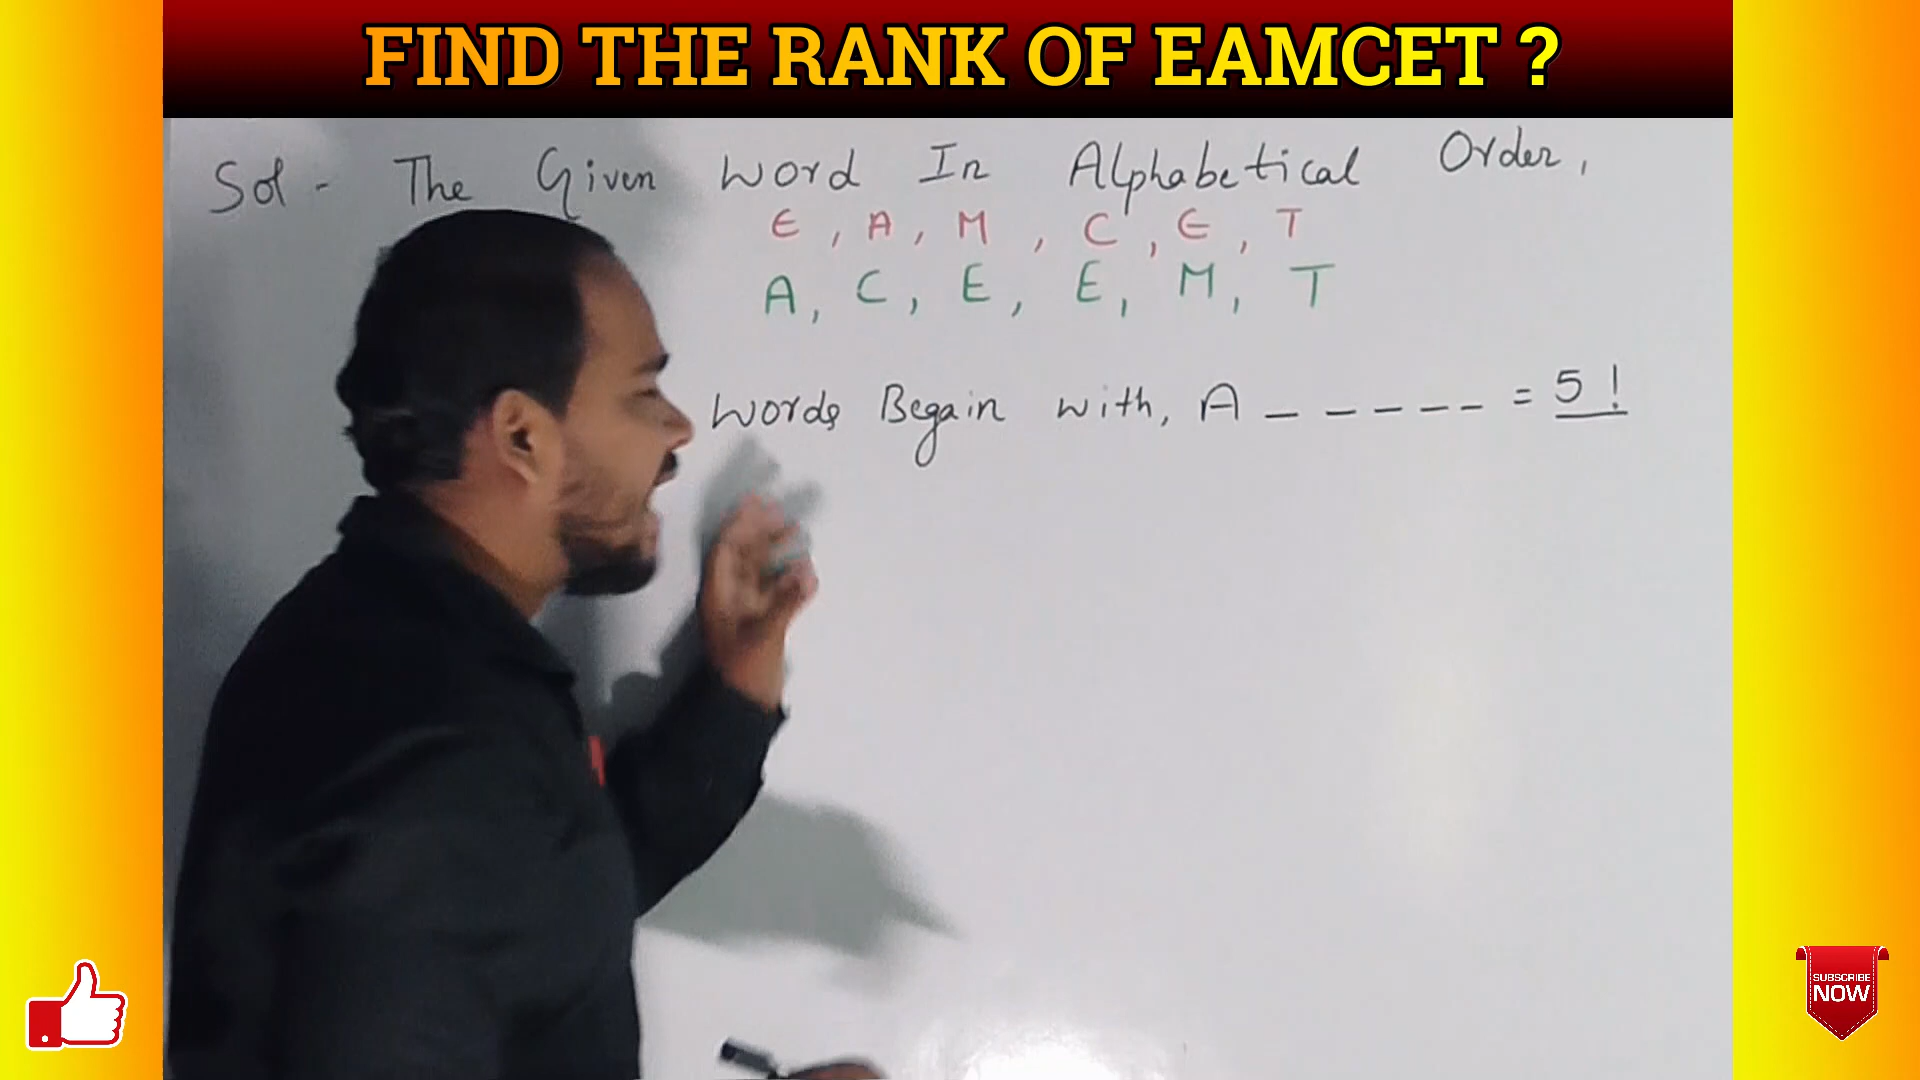 FIND THE RANK OF EAMCET ?
Sol - The Given Word In Alphabetical Order,
E, A, M, C, E, T
A, C, E, E, M, T
Words Begain with, A _ _ _ _ _ = 5!
SUBSCRIBE
NOW